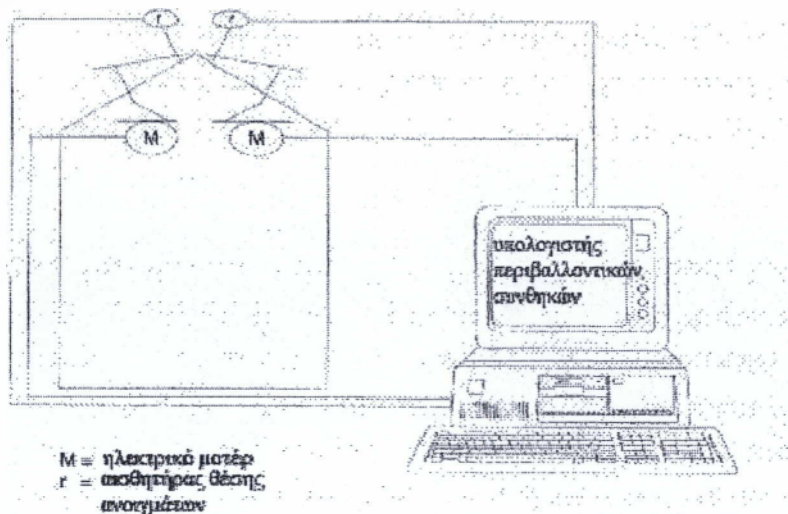 r r
M M
υπολογιστής
περιβαλλοντικών
συνθηκών
M = ηλεκτρικό μοτέρ
r = αισθητήρας θέσης
ανοιγμάτων